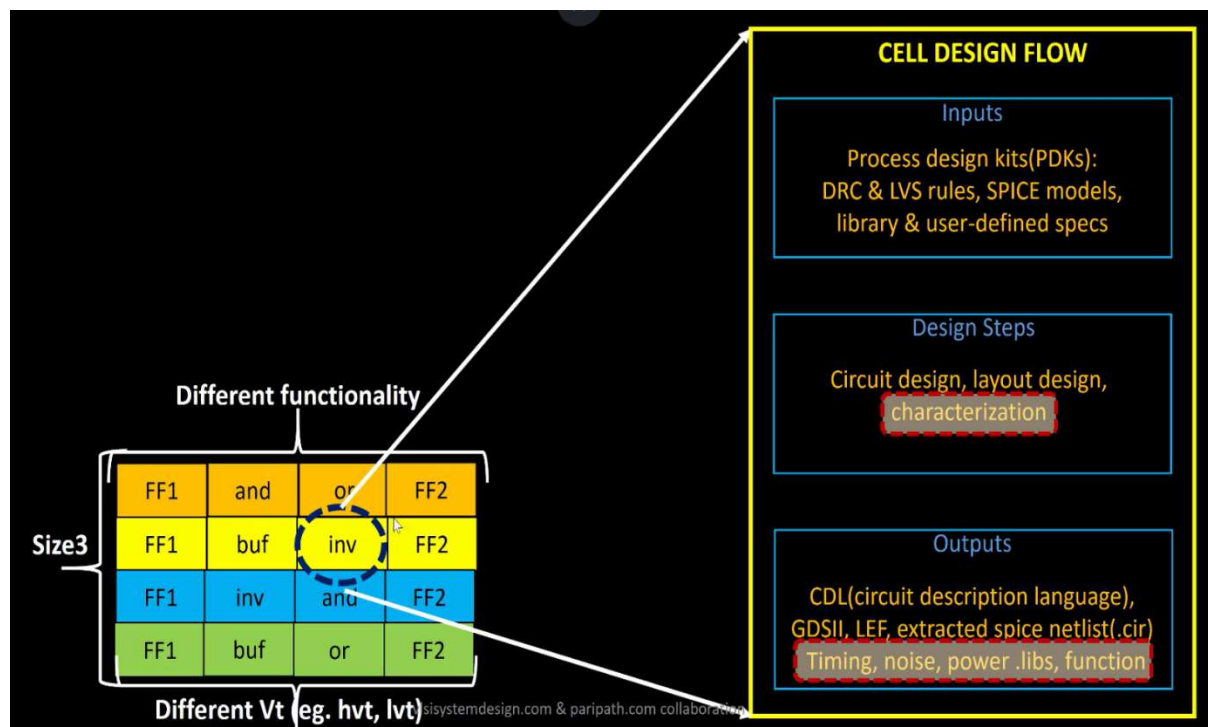 CELL DESIGN FLOW
Inputs
Process design kits(PDKs):
DRC & LVS rules, SPICE models,
library & user-defined specs
Design Steps
Circuit design, layout design,
characterization
Outputs
CDL(circuit description language),
GDSII, LEF, extracted spice netlist(.cir)
Timing, noise, power .libs, function
Different functionality
Size3
FF1 and or FF2
FF1 buf inv FF2
FF1 inv and FF2
FF1 buf or FF2
Different Vt (eg. hvt, lvt)
vlsisystemdesign.com & paripath.com collaboration